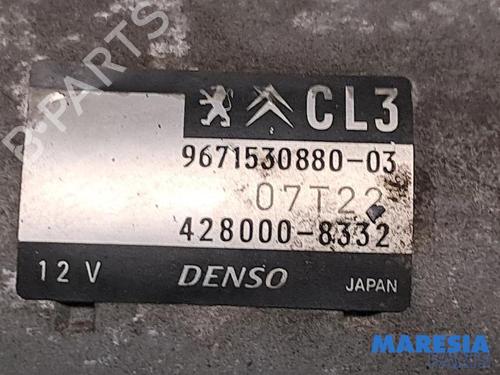 B-PARTS
CL3
9671530880-03
07T22
428000-8332
12 V DENSO JAPAN
MARESIA